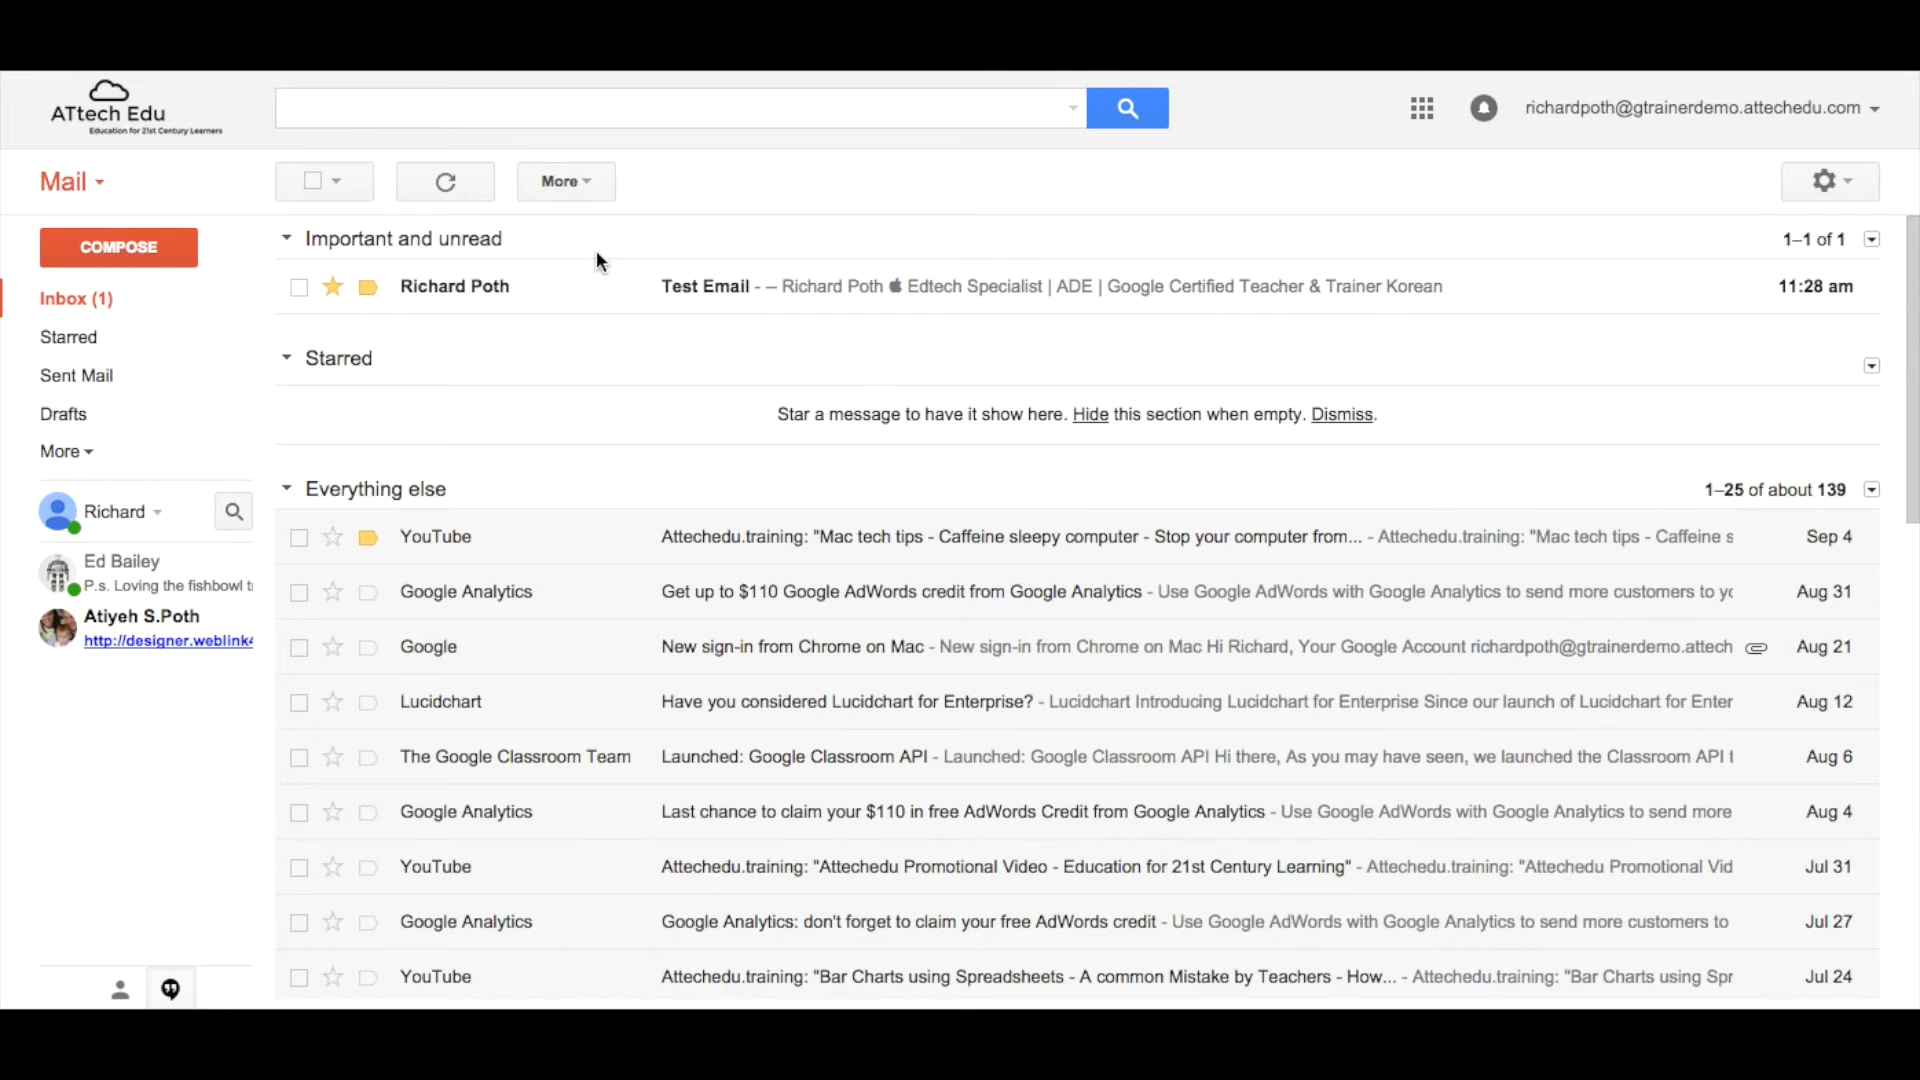 ATtech Edu
Education for 21st Century Learners
richardpoth@gtrainerdemo.attechedu.com
Mail
More
COMPOSE
Inbox (1)
Starred
Sent Mail
Drafts
More
Richard
Ed Bailey
P.s. Loving the fishbowl t
Atiyeh S.Poth
http://designer.weblink4
Important and unread 1–1 of 1
Richard Poth Test Email - – Richard Poth Edtech Specialist | ADE | Google Certified Teacher & Trainer Korean 11:28 am
Starred
Star a message to have it show here. Hide this section when empty. Dismiss.
Everything else 1–25 of about 139
YouTube Attechedu.training: "Mac tech tips - Caffeine sleepy computer - Stop your computer from... - Attechedu.training: "Mac tech tips - Caffeine s Sep 4
Google Analytics Get up to $110 Google AdWords credit from Google Analytics - Use Google AdWords with Google Analytics to send more customers to yo Aug 31
Google New sign-in from Chrome on Mac - New sign-in from Chrome on Mac Hi Richard, Your Google Account richardpoth@gtrainerdemo.attech Aug 21
Lucidchart Have you considered Lucidchart for Enterprise? - Lucidchart Introducing Lucidchart for Enterprise Since our launch of Lucidchart for Enter Aug 12
The Google Classroom Team Launched: Google Classroom API - Launched: Google Classroom API Hi there, As you may have seen, we launched the Classroom API t Aug 6
Google Analytics Last chance to claim your $110 in free AdWords Credit from Google Analytics - Use Google AdWords with Google Analytics to send more Aug 4
YouTube Attechedu.training: "Attechedu Promotional Video - Education for 21st Century Learning" - Attechedu.training: "Attechedu Promotional Vid Jul 31
Google Analytics Google Analytics: don't forget to claim your free AdWords credit - Use Google AdWords with Google Analytics to send more customers to Jul 27
YouTube Attechedu.training: "Bar Charts using Spreadsheets - A common Mistake by Teachers - How... - Attechedu.training: "Bar Charts using Spr Jul 24